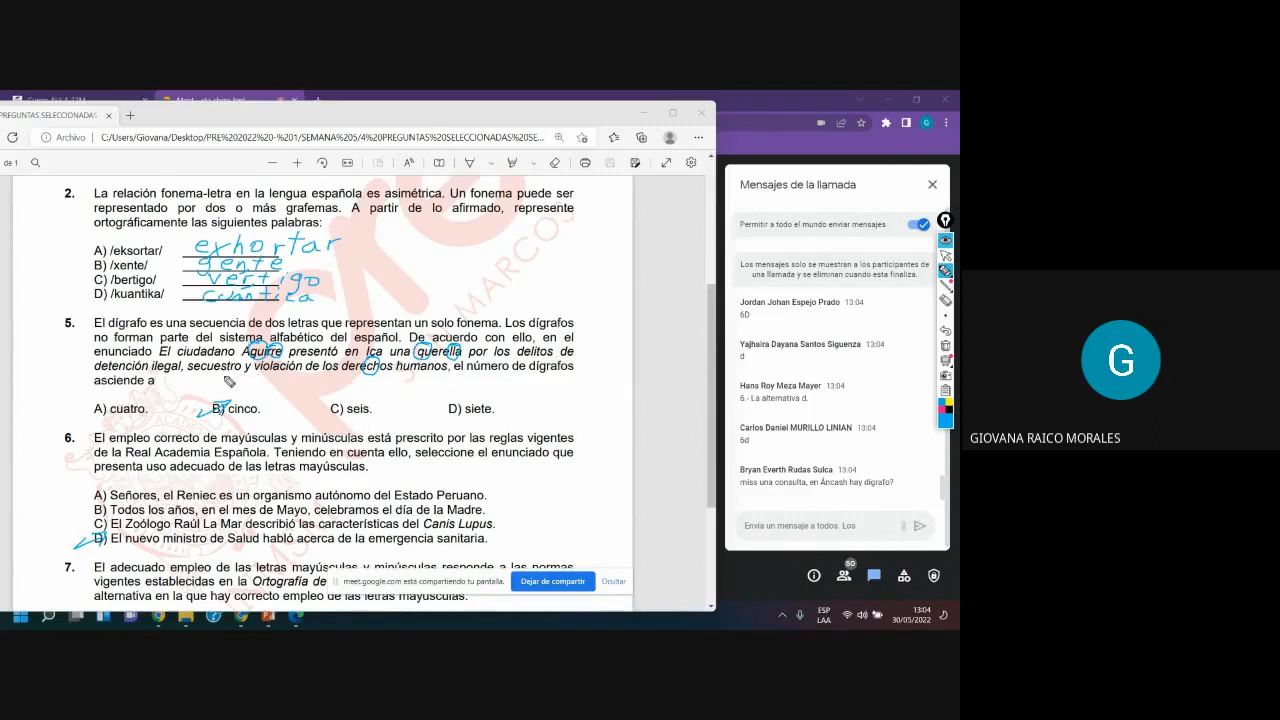 PREGUNTAS SELECCIONADAS
Archivo
C:/Users/Giovana/Desktop/PRE%202022%20-%201/SEMANA%205/4%20PREGUNTAS%20SELECCIONADAS%20SE...
de 1
2. La relación fonema-letra en la lengua española es asimétrica. Un fonema puede ser
representado por dos o más grafemas. A partir de lo afirmado, represente
ortográficamente las siguientes palabras:
A) /eksortar/ exhortar
B) /xente/ gente
C) /bertigo/ vértigo
D) /kuantika/ cuántica
5. El dígrafo es una secuencia de dos letras que representan un solo fonema. Los dígrafos
no forman parte del sistema alfabético del español. De acuerdo con ello, en el
enunciado El ciudadano Aguirre presentó en Ica una querella por los delitos de
detención ilegal, secuestro y violación de los derechos humanos, el número de dígrafos
asciende a
A) cuatro. B) cinco. C) seis. D) siete.
6. El empleo correcto de mayúsculas y minúsculas está prescrito por las reglas vigentes
de la Real Academia Española. Teniendo en cuenta ello, seleccione el enunciado que
presenta uso adecuado de las letras mayúsculas.
A) Señores, el Reniec es un organismo autónomo del Estado Peruano.
B) Todos los años, en el mes de Mayo, celebramos el día de la Madre.
C) El Zoólogo Raúl La Mar describió las características del Canis Lupus.
D) El nuevo ministro de Salud habló acerca de la emergencia sanitaria.
7. El adecuado empleo de las letras mayúsculas y minúsculas responde a las normas
vigentes establecidas en la Ortografía de
alternativa en la que hay correcto empleo de las letras mayúsculas.
meet.google.com está compartiendo tu pantalla.
Dejar de compartir
Ocultar
Mensajes de la llamada
Permitir a todo el mundo enviar mensajes
Los mensajes solo se muestran a los participantes de
una llamada y se eliminan cuando esta finaliza.
Jordan Johan Espejo Prado 13:04
6D
Yajhaira Dayana Santos Siguenza 13:04
d
Hans Roy Meza Mayer 13:04
6.- La alternativa d.
Carlos Daniel MURILLO LINIAN 13:04
6d
Bryan Everth Rudas Suica 13:04
miss una consulta, en Áncash hay dígrafo?
Envía un mensaje a todos. Los
ESP
LAA
13:04
30/05/2022
G
GIOVANA RAICO MORALES